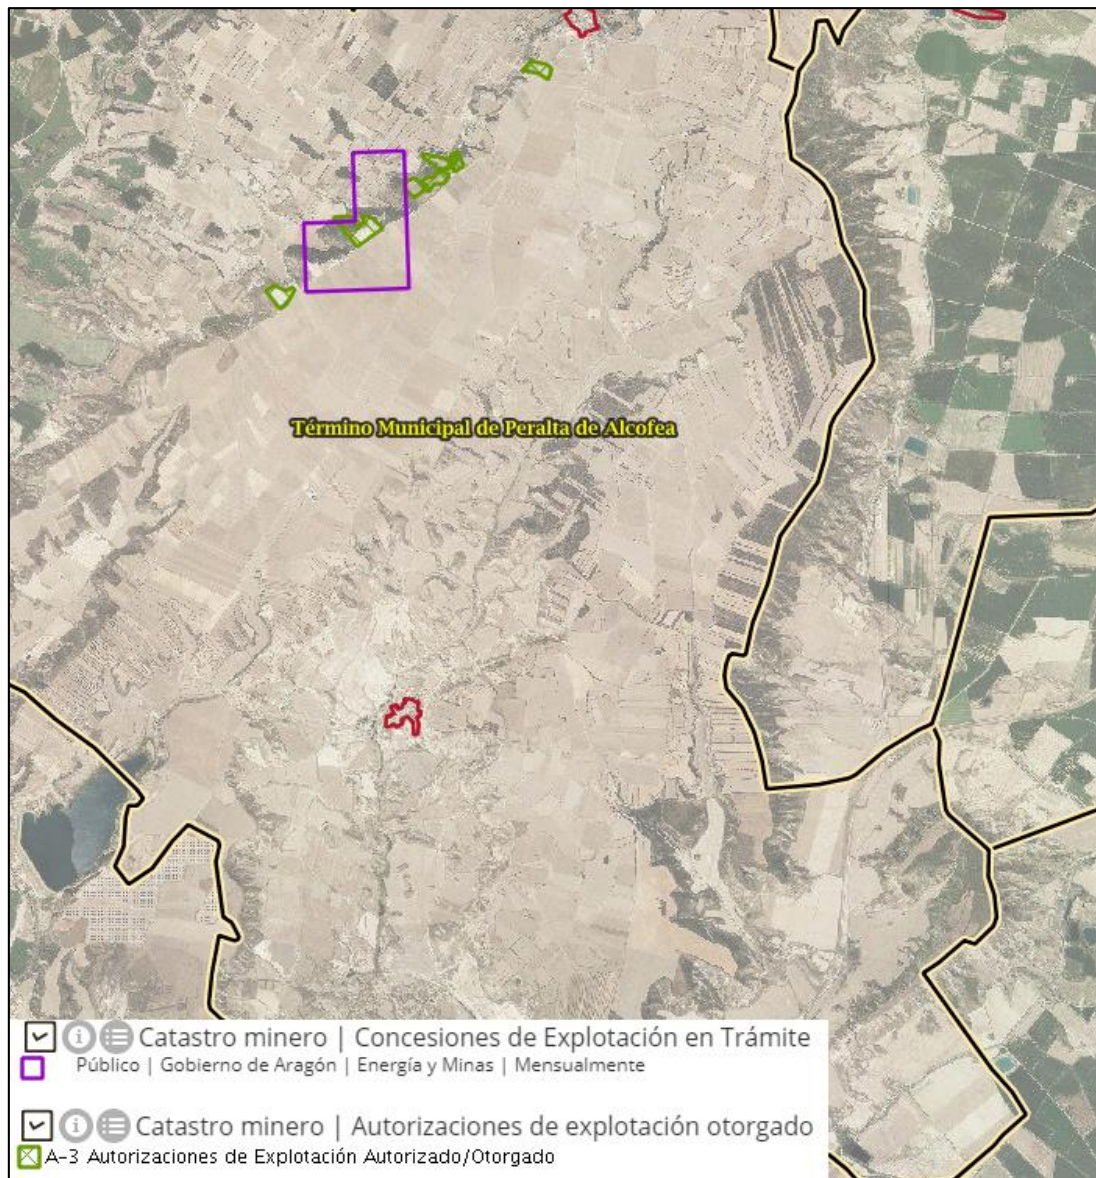 Término Municipal de Peralta de Alcofea
Catastro minero | Concesiones de Explotación en Trámite
Público | Gobierno de Aragón | Energía y Minas | Mensualmente
Catastro minero | Autorizaciones de explotación otorgado
A-3 Autorizaciones de Explotación Autorizado/Otorgado